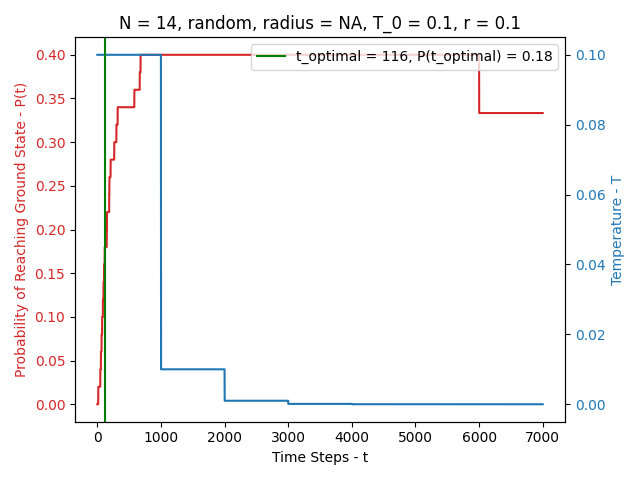 N = 14, random, radius = NA, T_0 = 0.1, r = 0.1
t_optimal = 116, P(t_optimal) = 0.18
Probability of Reaching Ground State - P(t)
0.40
0.35
0.30
0.25
0.20
0.15
0.10
0.05
0.00
0.10
0.08
0.06
0.04
0.02
0.00
Temperature - T
0 1000 2000 3000 4000 5000 6000 7000
Time Steps - t